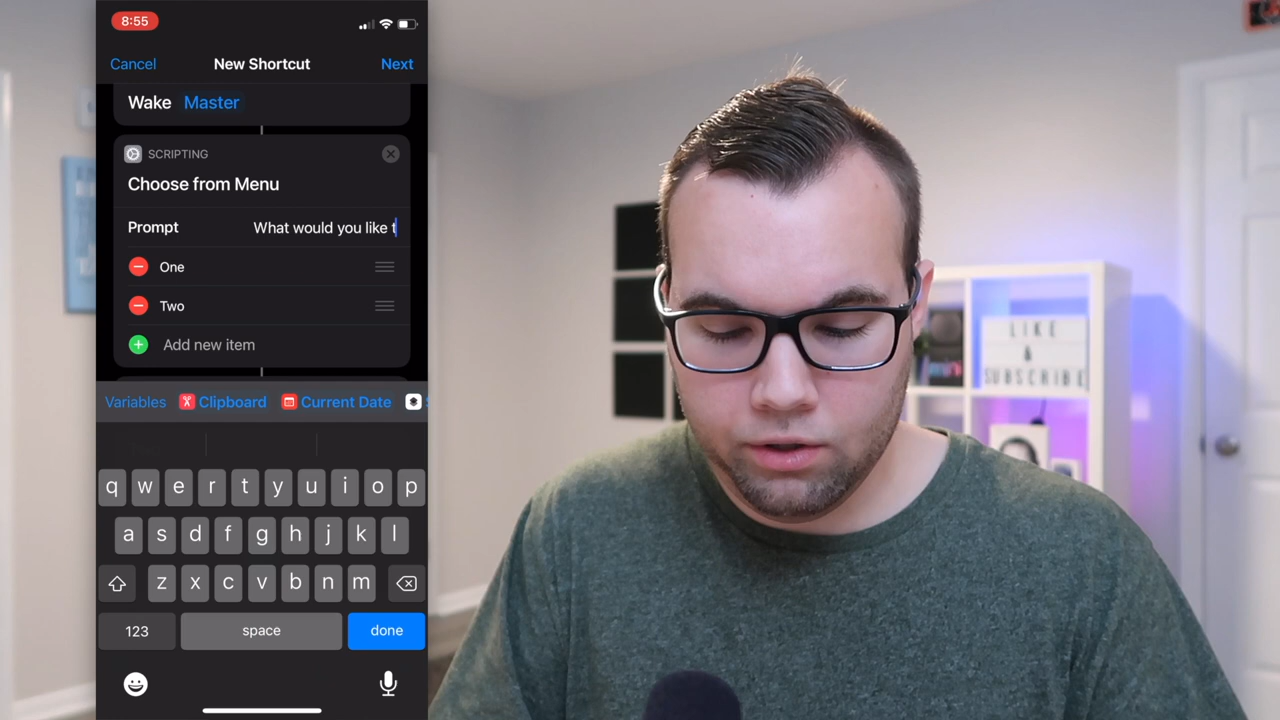 8:55
Cancel New Shortcut Next
Wake Master
SCRIPTING
Choose from Menu
Prompt What would you like t
One
Two
Add new item
Variables Clipboard Current Date
q w e r t y u i o p
a s d f g h j k l
z x c v b n m
123 space done
LIKE
&
SUBSCRIBE